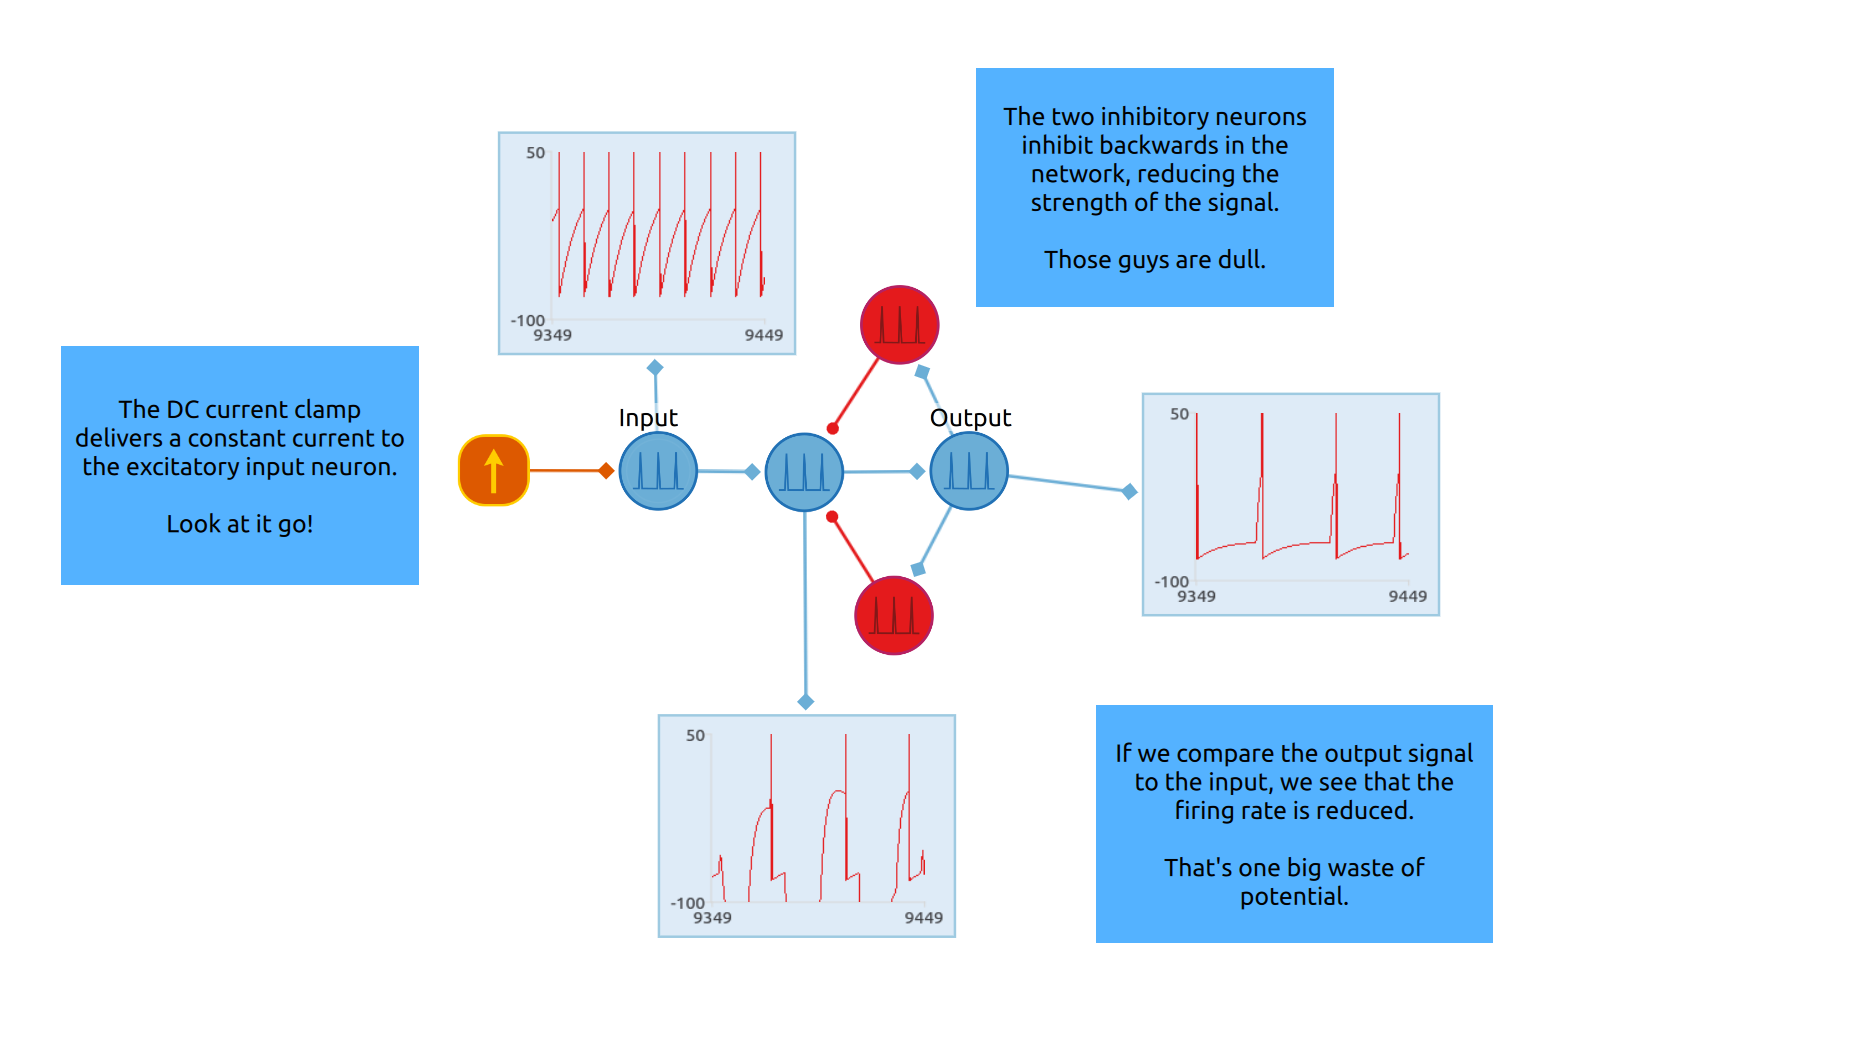 The two inhibitory neurons
inhibit backwards in the
network, reducing the
strength of the signal.
Those guys are dull.
50
-100
9349
9449
The DC current clamp
delivers a constant current to
the excitatory input neuron.
Look at it go!
Input
Output
50
-100
9349
9449
50
-100
9349
9449
If we compare the output signal
to the input, we see that the
firing rate is reduced.
That's one big waste of
potential.